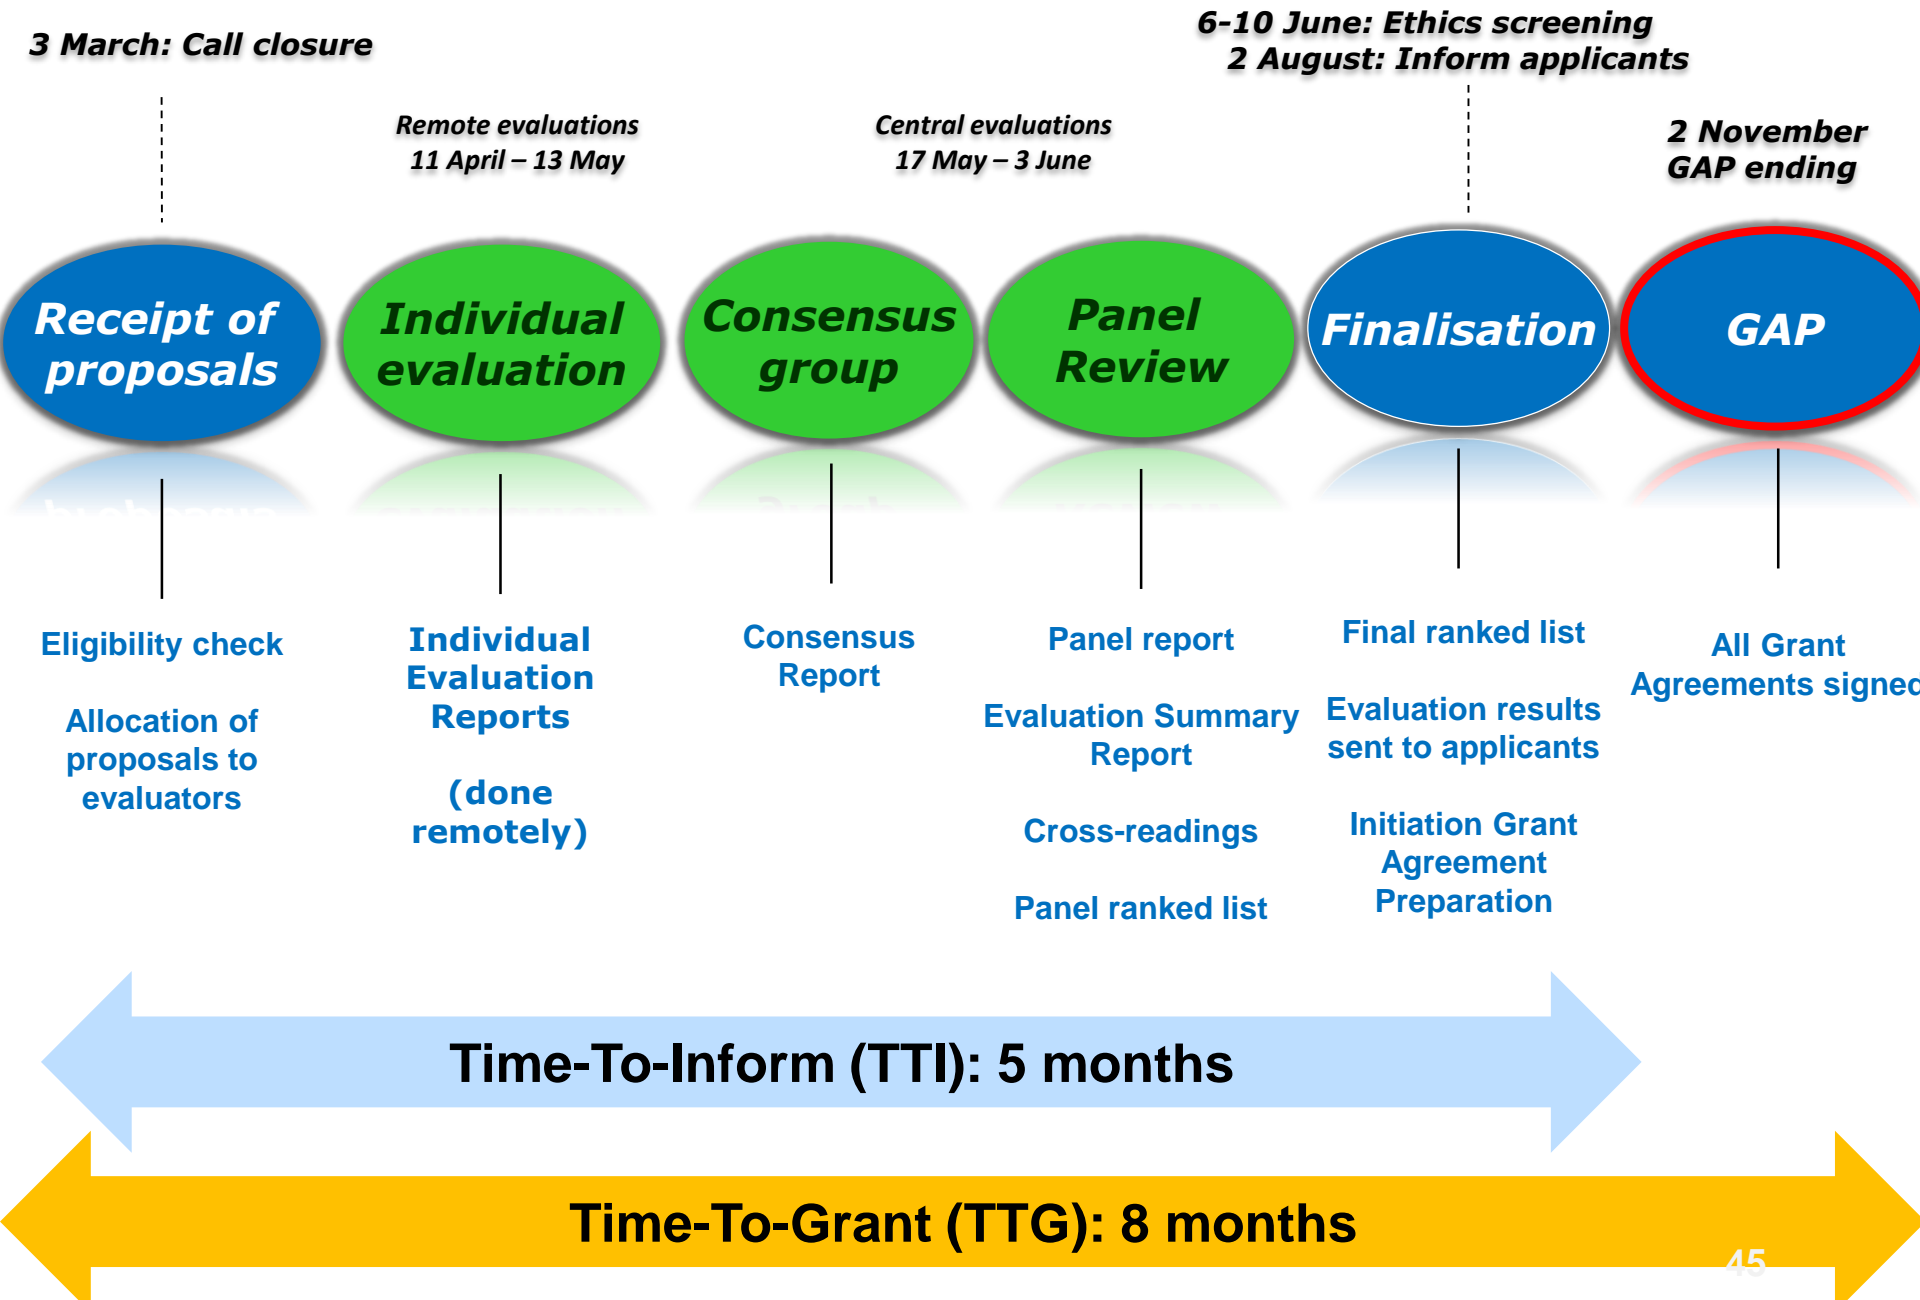 3 March: Call closure
6-10 June: Ethics screening
2 August: Inform applicants
Remote evaluations
11 April – 13 May
Central evaluations
17 May – 3 June
2 November
GAP ending
Receipt of
proposals
Individual
evaluation
Consensus
group
Panel
Review
Finalisation
GAP
Eligibility check
Allocation of
proposals to
evaluators
Individual
Evaluation
Reports
(done
remotely)
Consensus
Report
Panel report
Evaluation Summary
Report
Cross-readings
Panel ranked list
Final ranked list
Evaluation results
sent to applicants
Initiation Grant
Agreement
Preparation
All Grant
Agreements signed
Time-To-Inform (TTI): 5 months
Time-To-Grant (TTG): 8 months
45